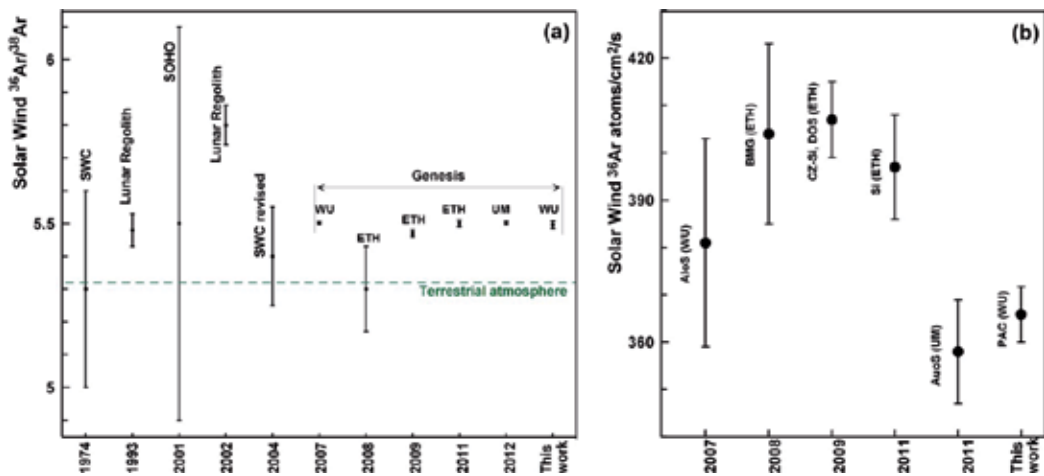 (a)
Solar Wind ³⁶Ar/³⁸Ar
6
5.5
5
SWC
Lunar Regolith
SOHO
Lunar Regolith
SWC revised
Genesis
WU
ETH
ETH
ETH
UM
WU
Terrestrial atmosphere
1974
1993
2001
2002
2004
2007
2008
2009
2011
2012
This
work
(b)
Solar Wind ³⁶Ar atoms/cm²/s
420
390
360
AloS (WU)
BMG (ETH)
CZ-Si, DOS (ETH)
Si (ETH)
AuoS (UM)
PAC (WU)
2007
2008
2009
2011
2011
This
work